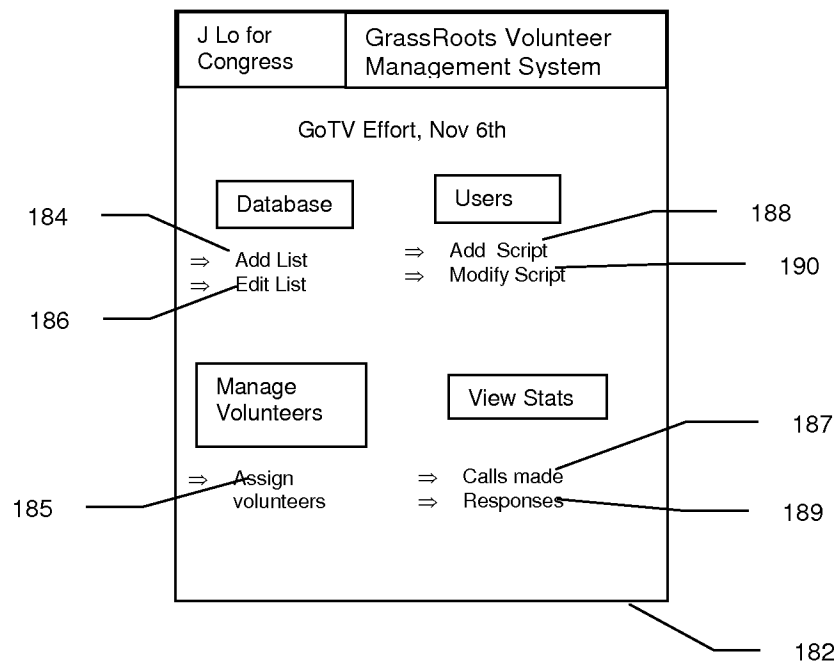 J Lo for
Congress
GrassRoots Volunteer
Management System
GoTV Effort, Nov 6th
Database
Users
184
188
⇒ Add List
⇒ Add Script
⇒ Edit List
⇒ Modify Script
190
186
Manage
Volunteers
View Stats
187
⇒ Assign
volunteers
⇒ Calls made
⇒ Responses
185
189
182